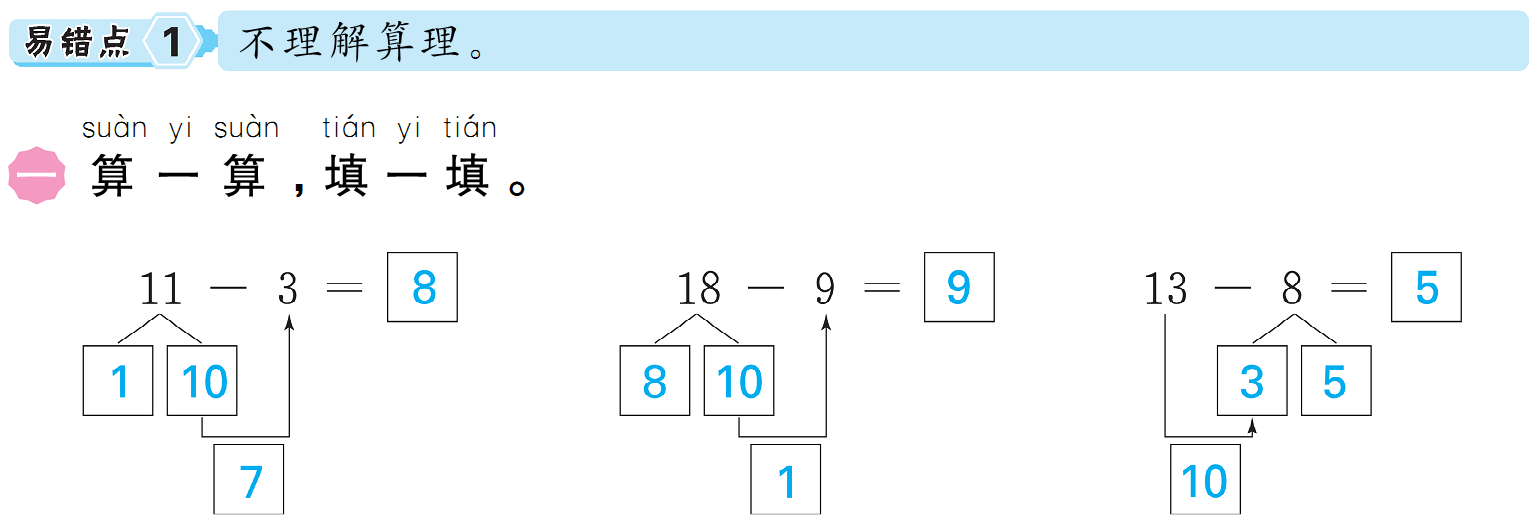 易错点 1 不理解算理。
suàn yi suàn tián yi tián
一 算一算,填一填。
11 - 3 = 8 18 - 9 = 9 13 - 8 = 5
1 10 8 10 3 5
7 1 10